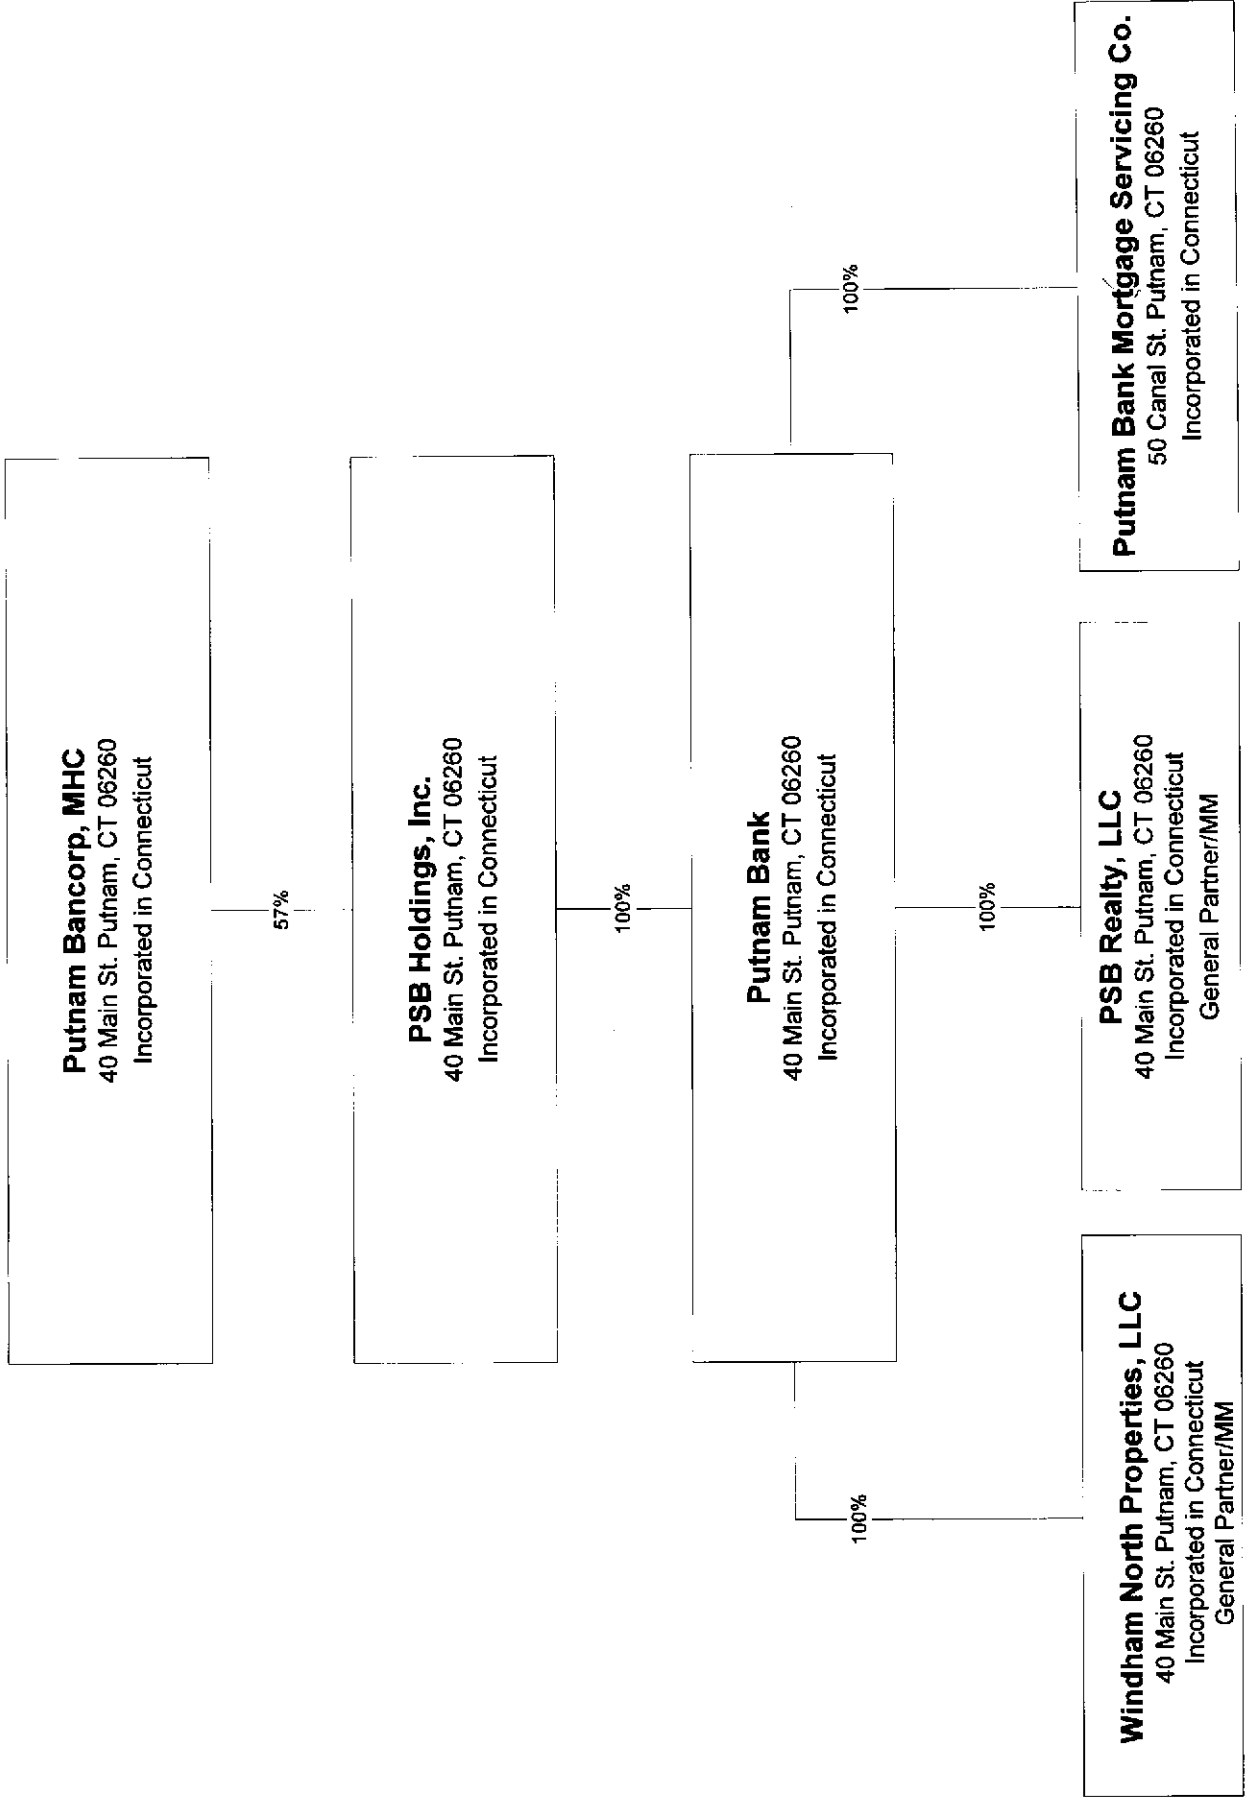 Putnam Bancorp, MHC
40 Main St. Putnam, CT 06260
Incorporated in Connecticut
57%
PSB Holdings, Inc.
40 Main St. Putnam, CT 06260
Incorporated in Connecticut
100%
Putnam Bank
40 Main St. Putnam, CT 06260
Incorporated in Connecticut
100%
100%
100%
Windham North Properties, LLC
40 Main St. Putnam, CT 06260
Incorporated in Connecticut
General Partner/MM
PSB Realty, LLC
40 Main St. Putnam, CT 06260
Incorporated in Connecticut
General Partner/MM
Putnam Bank Mortgage Servicing Co.
50 Canal St. Putnam, CT 06260
Incorporated in Connecticut